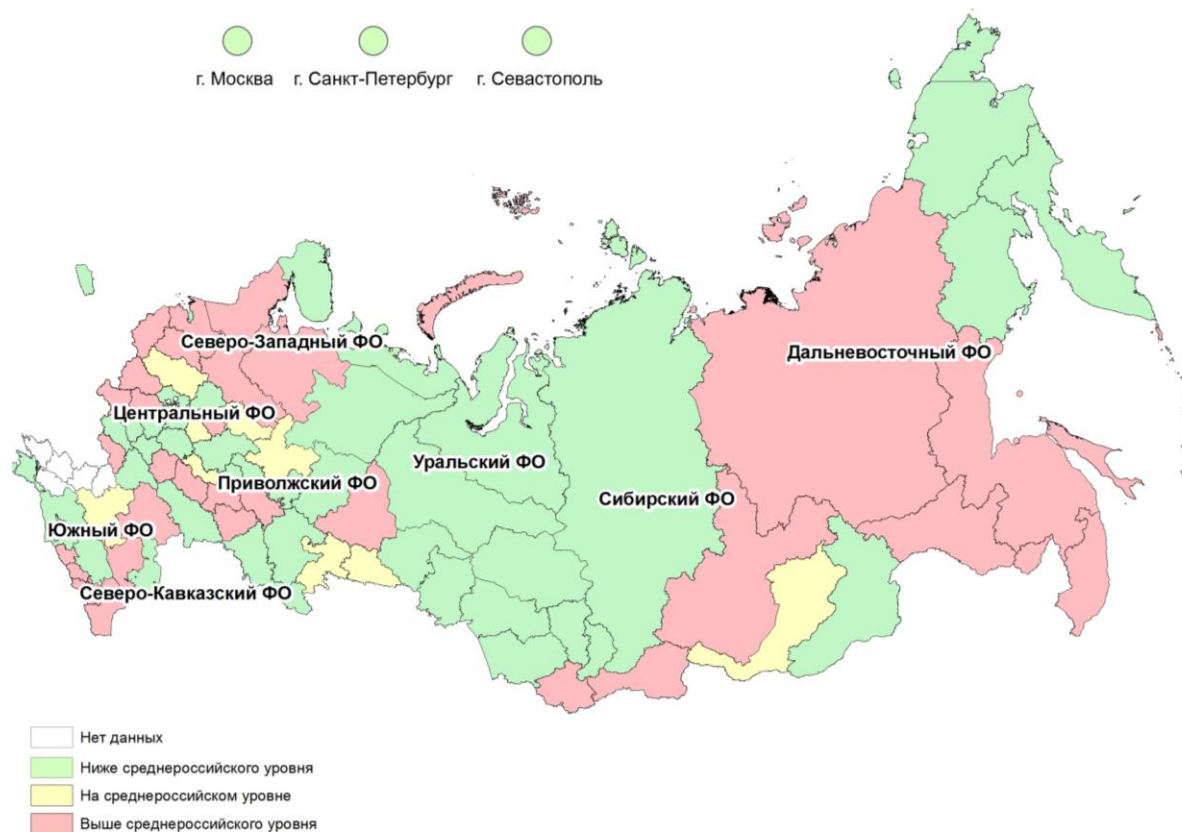 г. Москва г. Санкт-Петербург г. Севастополь
Северо-Западный ФО
Дальневосточный ФО
Центральный ФО
Уральский ФО
Приволжский ФО
Сибирский ФО
Южный ФО
Северо-Кавказский ФО
Нет данных
Ниже среднероссийского уровня
На среднероссийском уровне
Выше среднероссийского уровня